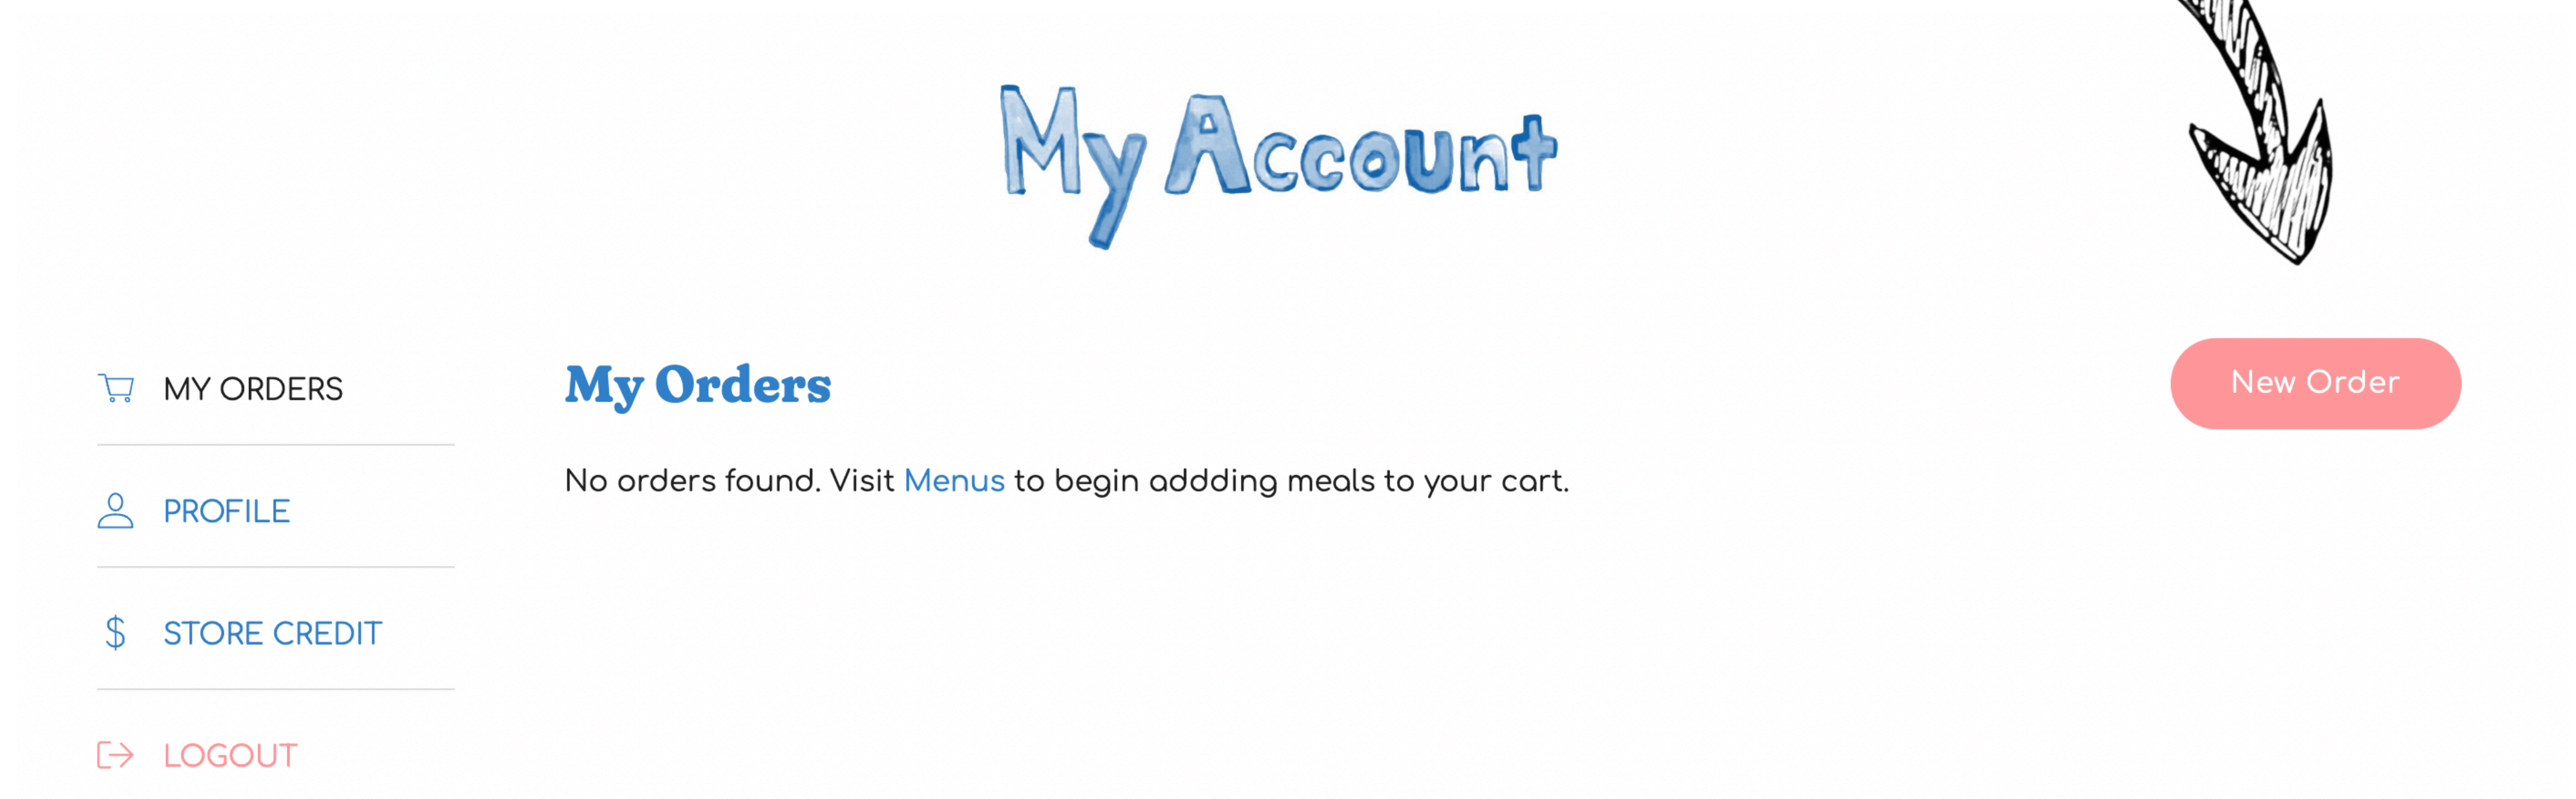 My Account
MY ORDERS
PROFILE
$ STORE CREDIT
LOGOUT
My Orders
New Order
No orders found. Visit Menus to begin addding meals to your cart.